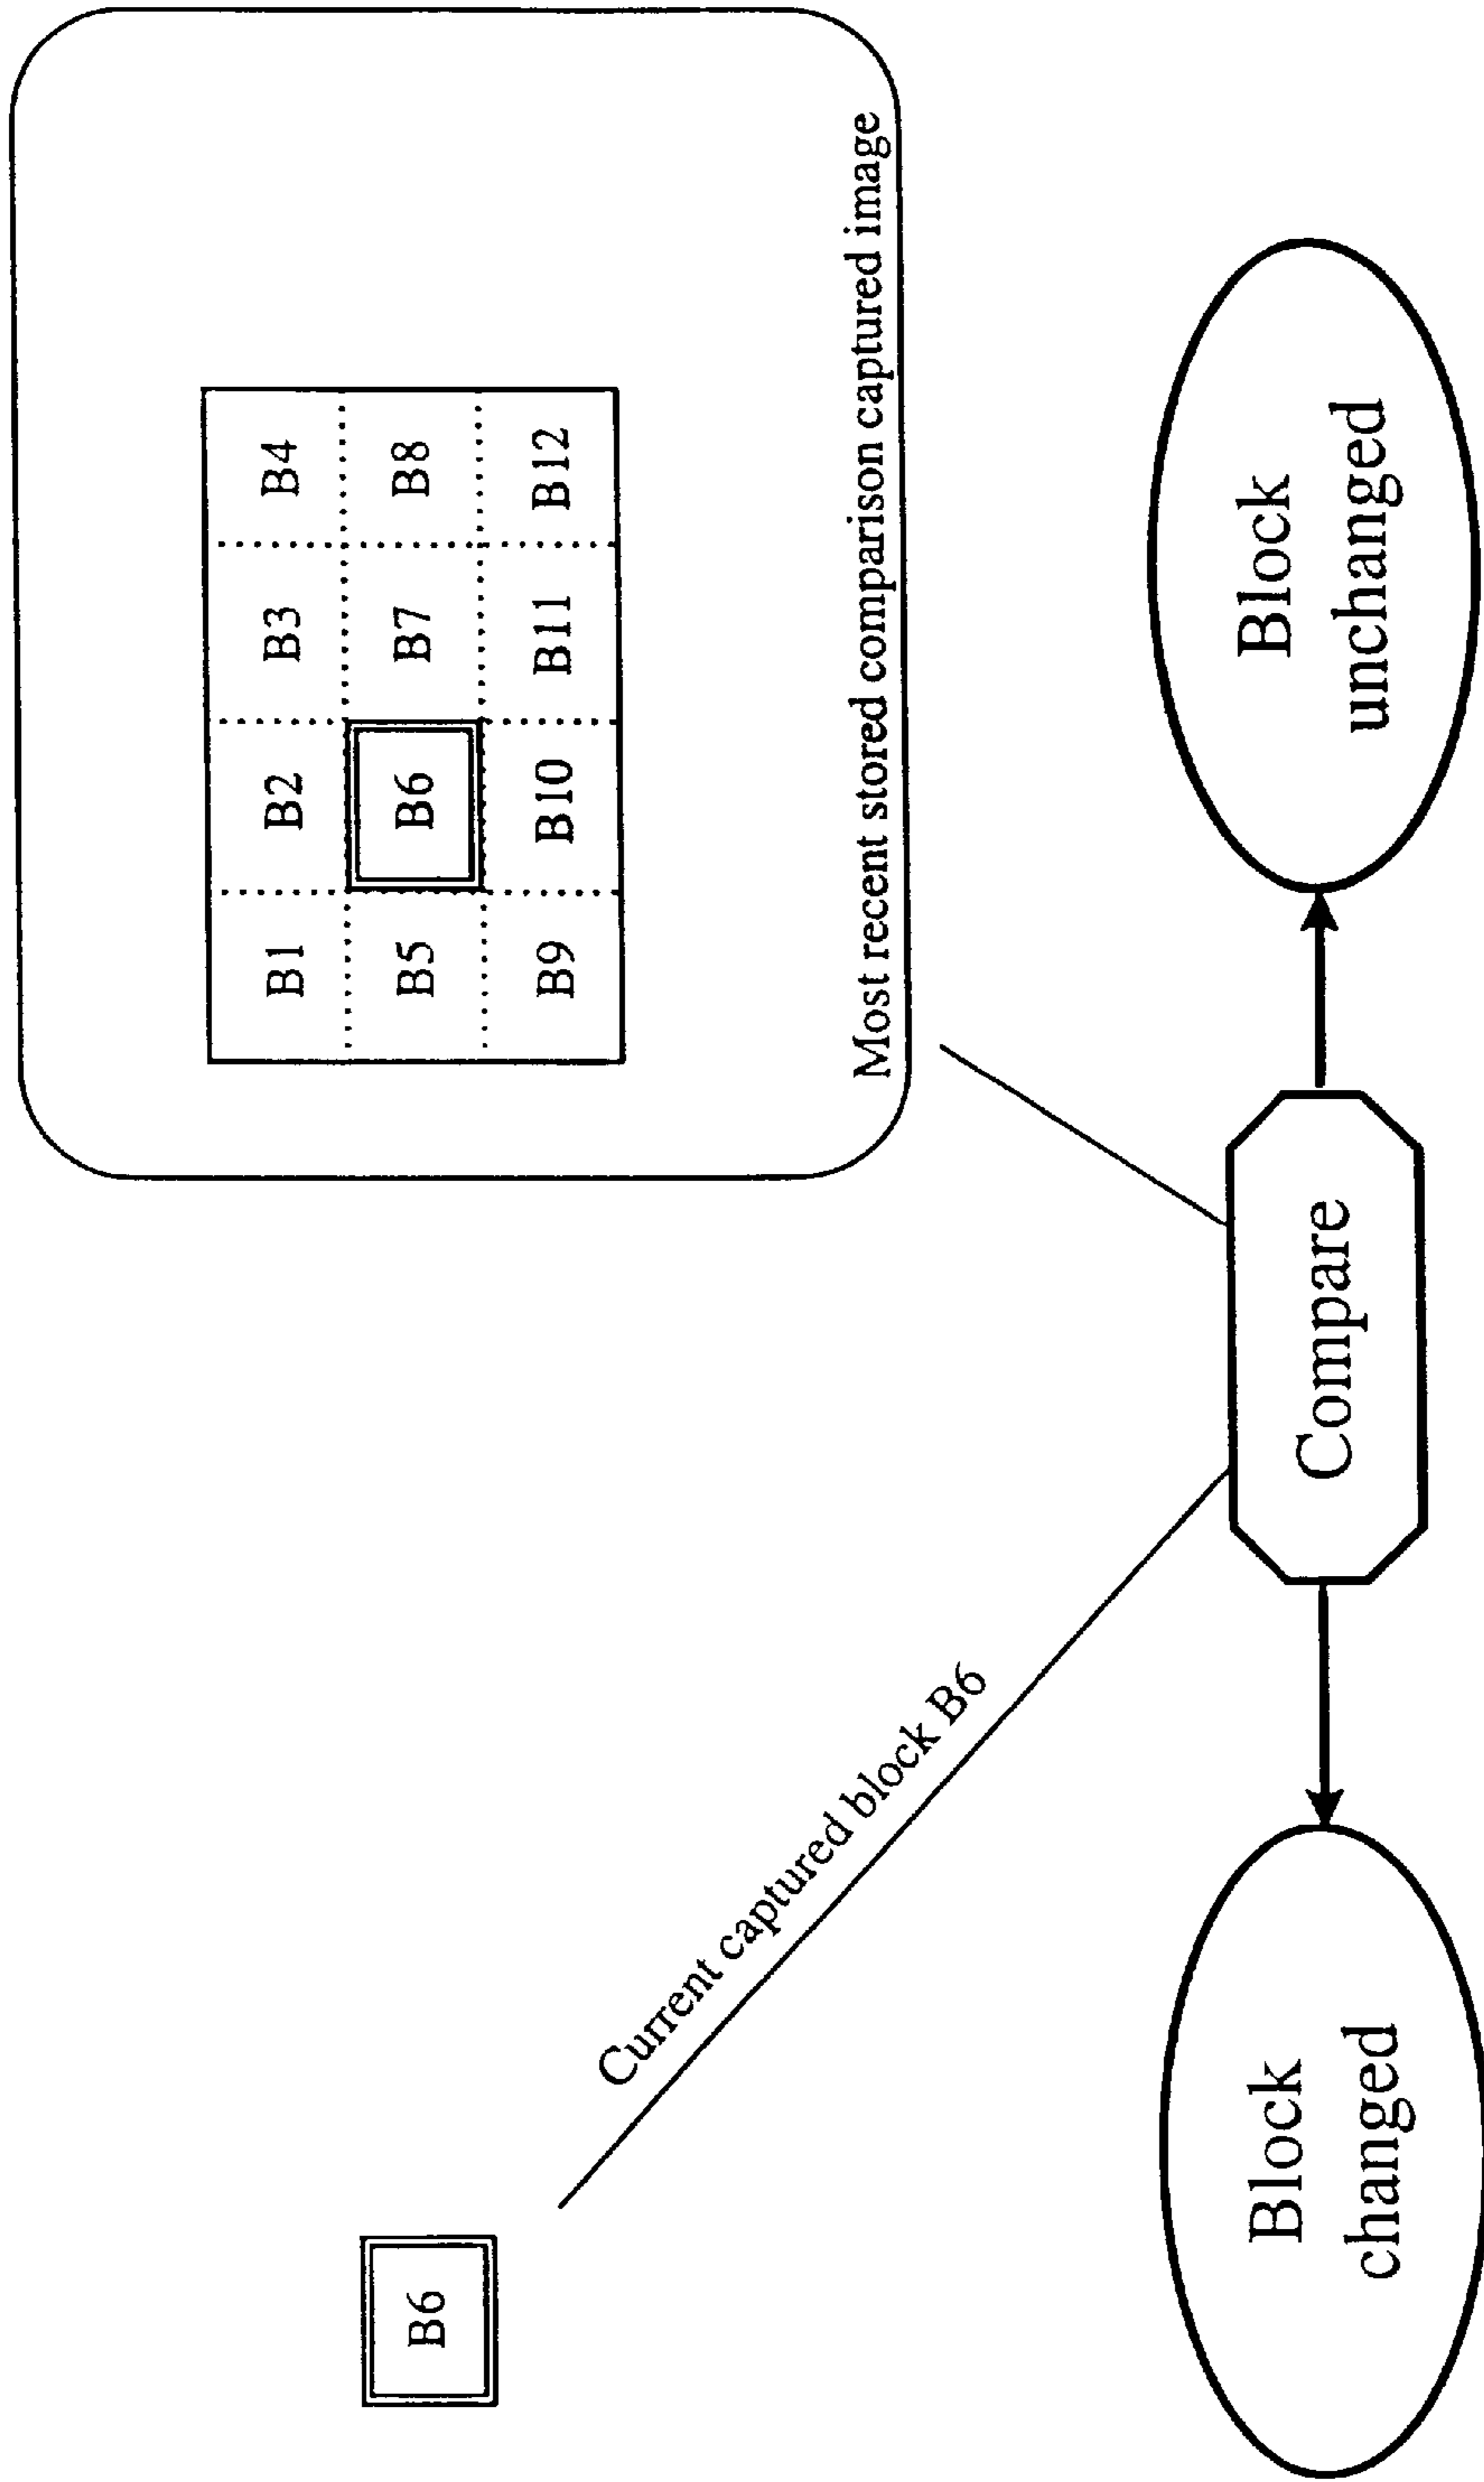 B6
B1 B2 B3 B4
B5 B6 B7 B8
B9 B10 B11 B12
Most recent stored comparison captured image
Current captured block B6
Compare
Block
changed
Block
unchanged